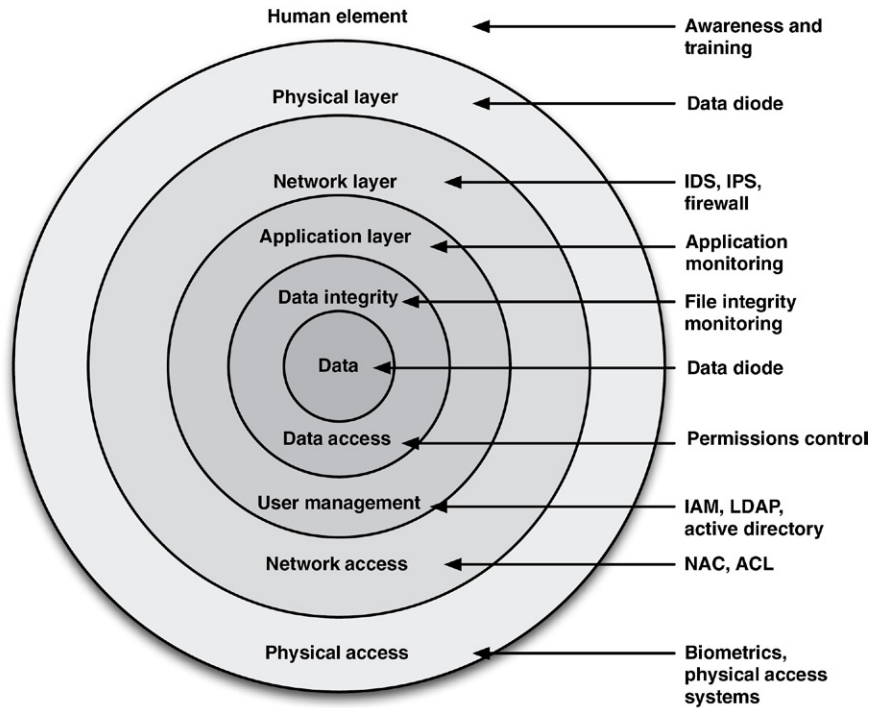 Human element
Awareness and
training
Physical layer
Data diode
Network layer
IDS, IPS,
firewall
Application layer
Application
monitoring
Data integrity
File integrity
monitoring
Data
Data diode
Data access
Permissions control
User management
IAM, LDAP,
active directory
Network access
NAC, ACL
Physical access
Biometrics,
physical access
systems